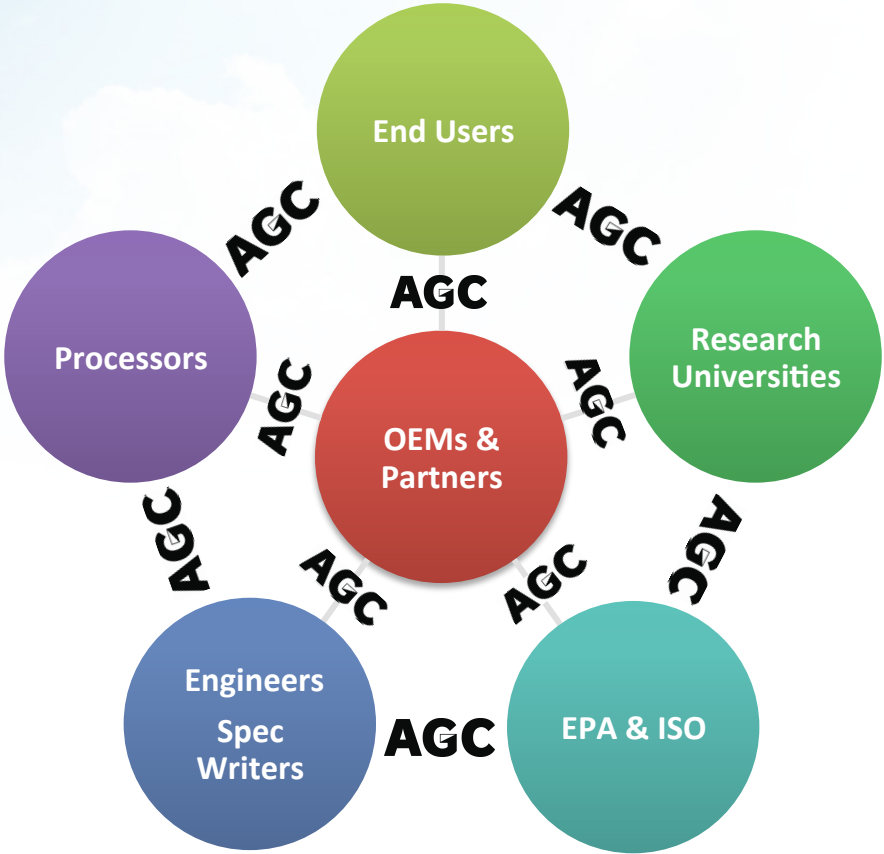 End Users
AGC
AGC
AGC
Processors
Research
Universities
AGC
AGC
OEMs &
Partners
AGC
AGC
AGC
AGC
Engineers
Spec
Writers
AGC
EPA & ISO